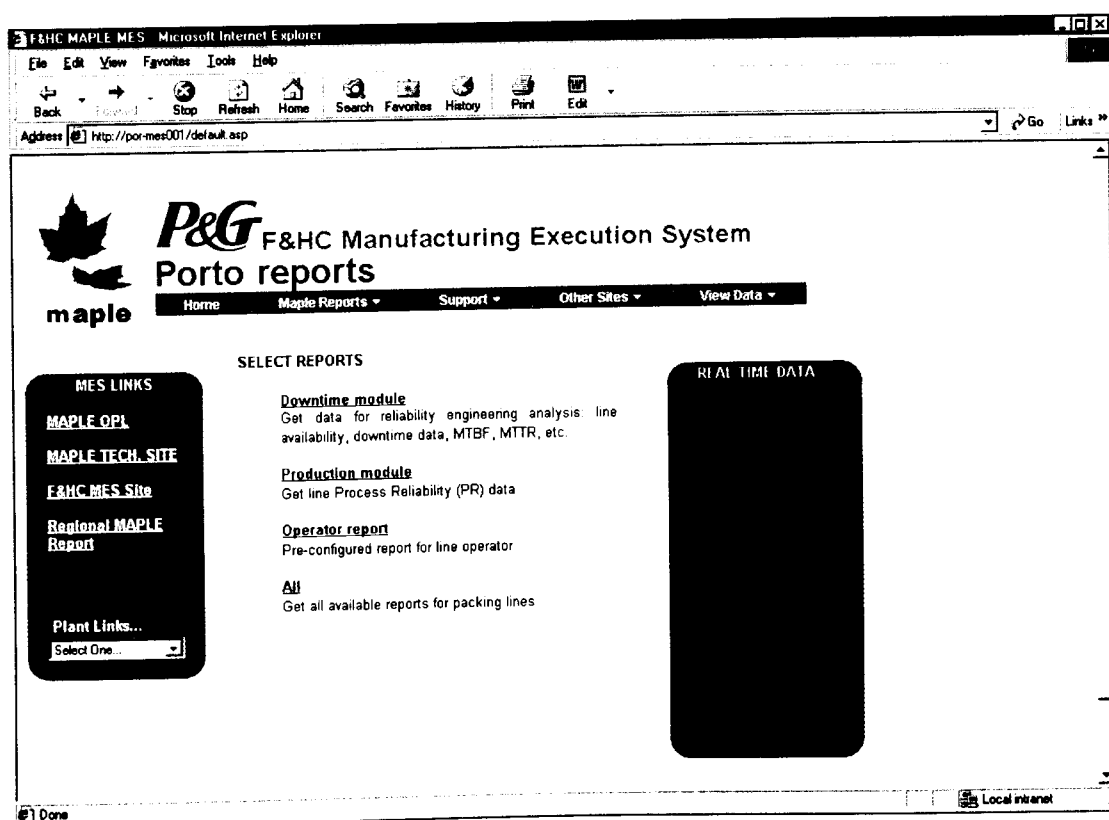 F&HC MAPLE MES Microsoft Internet Explorer
File Edit View Favorites Tools Help
Back Forward Stop Refresh Home Search Favorites History Print Edit
Address http://por-mes001/default.asp Go Links »
P&G F&HC Manufacturing Execution System
Porto reports
maple
Home Maple Reports Support Other Sites View Data
SELECT REPORTS
REAL TIME DATA
MES LINKS
MAPLE OPL
MAPLE TECH. SITE
F&HC MES Site
Regional MAPLE
Report
Plant Links...
Select One...
Downtime module
Get data for reliability engineering analysis: line
availability, downtime data, MTBF, MTTR, etc.
Production module
Get line Process Reliability (PR) data
Operator report
Pre-configured report for line operator
All
Get all available reports for packing lines
Done
Local intranet